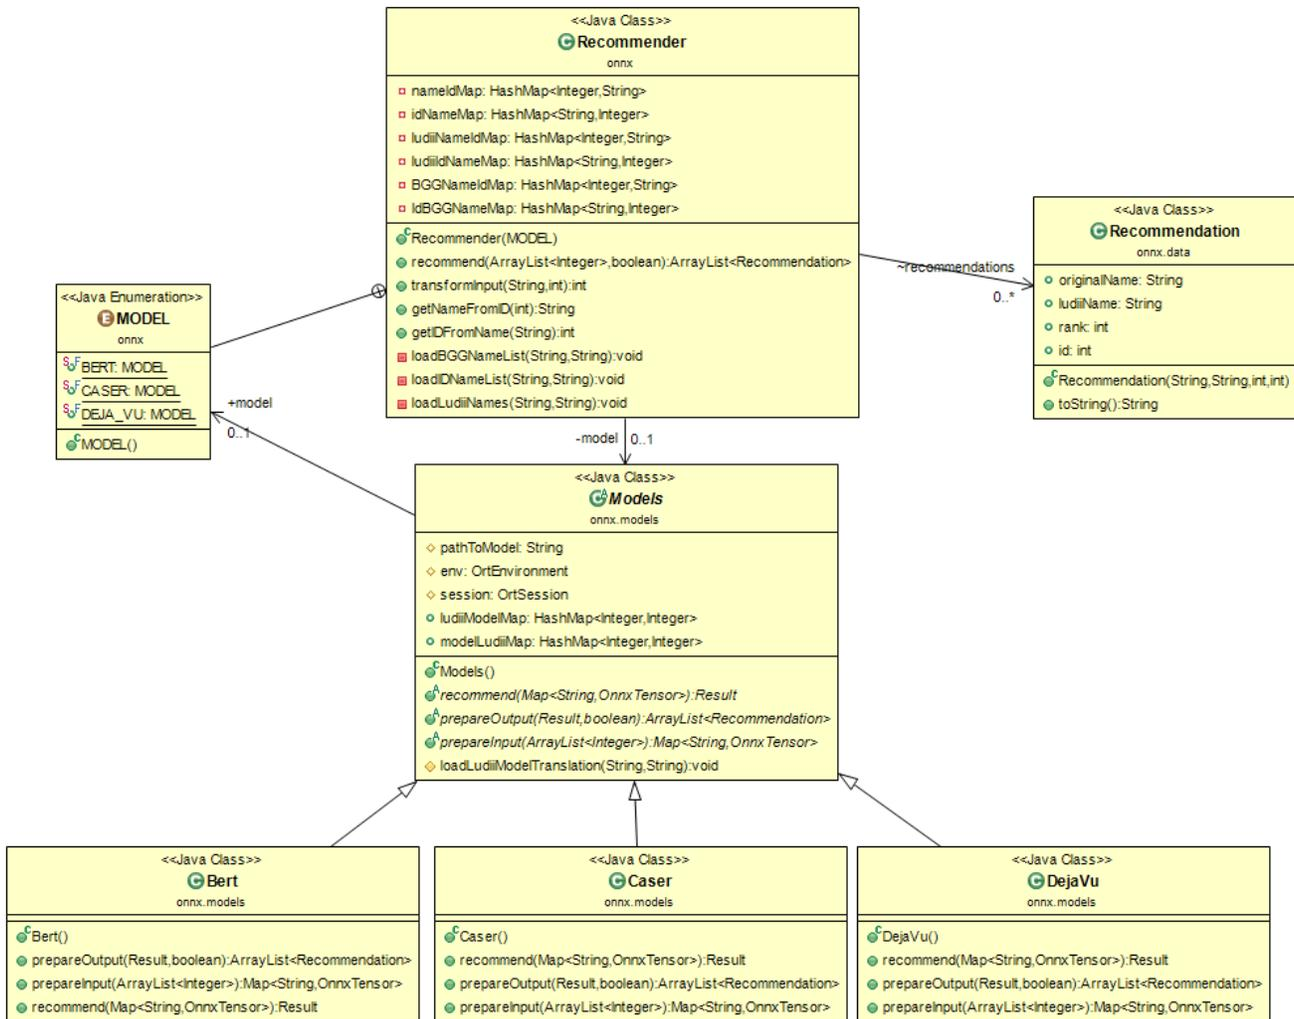 <<Java Class>>
Recommender
onnx
nameIdMap: HashMap<Integer,String>
idNameMap: HashMap<String,Integer>
ludiiNameIdMap: HashMap<Integer,String>
ludiiIdNameMap: HashMap<String,Integer>
BGGNameIdMap: HashMap<Integer,String>
IdBGGNameMap: HashMap<String,Integer>
Recommender(MODEL)
recommend(ArrayList<Integer>,boolean):ArrayList<Recommendation>
transformInput(String,int):int
getNameFromID(int):String
getIDFromName(String):int
loadBGGNameList(String,String):void
loadIDNameList(String,String):void
loadLudiiNames(String,String):void
~recommendations
0..*
<<Java Class>>
Recommendation
onnx.data
originalName: String
ludiiName: String
rank: int
id: int
Recommendation(String,String,int,int)
toString():String
<<Java Enumeration>>
MODEL
onnx
BERT: MODEL
CASER: MODEL
DEJA_VU: MODEL
MODEL()
+model
0..1
-model
0..1
<<Java Class>>
Models
onnx.models
pathToModel: String
env: OrtEnvironment
session: OrtSession
ludiiModelMap: HashMap<Integer,Integer>
modelLudiiMap: HashMap<Integer,Integer>
Models()
recommend(Map<String,OnnxTensor>):Result
prepareOutput(Result,boolean):ArrayList<Recommendation>
prepareInput(ArrayList<Integer>):Map<String,OnnxTensor>
loadLudiiModelTranslation(String,String):void
<<Java Class>>
Bert
onnx.models
Bert()
prepareOutput(Result,boolean):ArrayList<Recommendation>
prepareInput(ArrayList<Integer>):Map<String,OnnxTensor>
recommend(Map<String,OnnxTensor>):Result
<<Java Class>>
Caser
onnx.models
Caser()
recommend(Map<String,OnnxTensor>):Result
prepareOutput(Result,boolean):ArrayList<Recommendation>
prepareInput(ArrayList<Integer>):Map<String,OnnxTensor>
<<Java Class>>
DejaVu
onnx.models
DejaVu()
recommend(Map<String,OnnxTensor>):Result
prepareOutput(Result,boolean):ArrayList<Recommendation>
prepareInput(ArrayList<Integer>):Map<String,OnnxTensor>